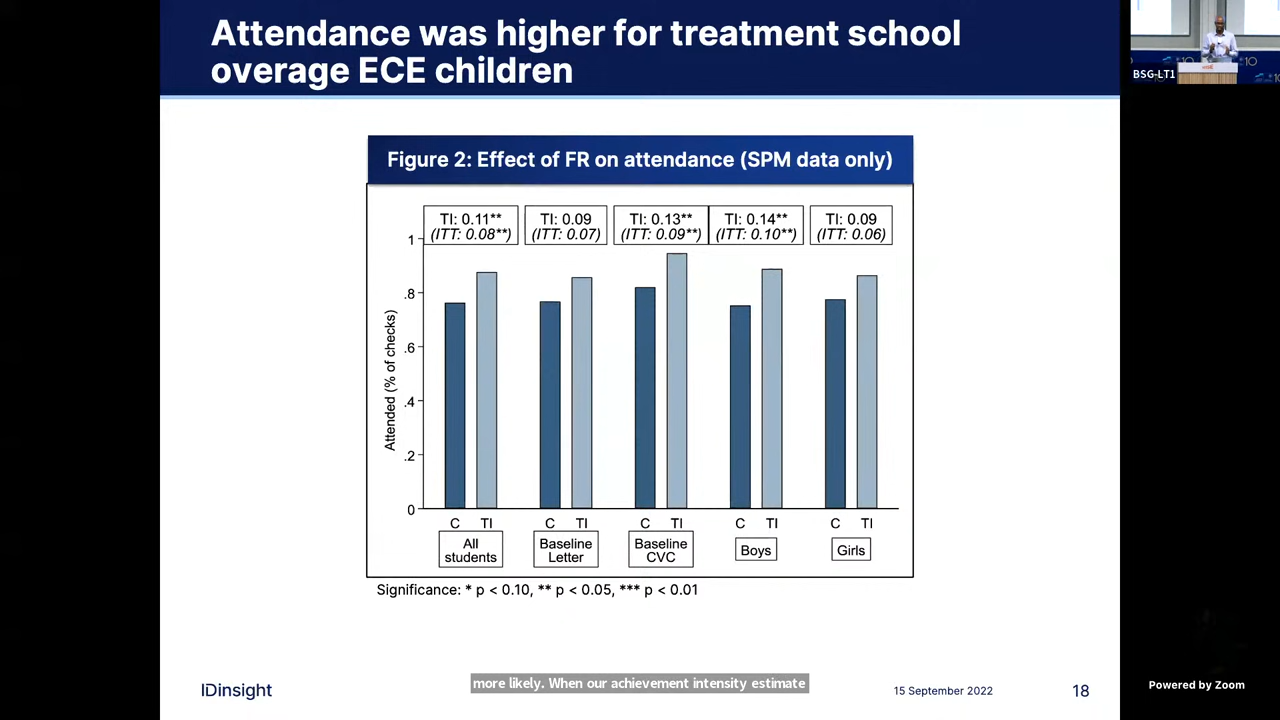 Attendance was higher for treatment school
overage ECE children
BSG-LT1
Figure 2: Effect of FR on attendance (SPM data only)
TI: 0.11** TI: 0.09 TI: 0.13** TI: 0.14** TI: 0.09
(ITT: 0.08**) (ITT: 0.07) (ITT: 0.09**) (ITT: 0.10**) (ITT: 0.06)
1
.8
.6
.4
.2
0
Attended (% of checks)
C TI C TI C TI C TI C TI
All students
Baseline Letter
Baseline CVC
Boys
Girls
Significance: * p < 0.10, ** p < 0.05, *** p < 0.01
more likely. When our achievement intensity estimate
IDinsight
15 September 2022
18
Powered by Zoom